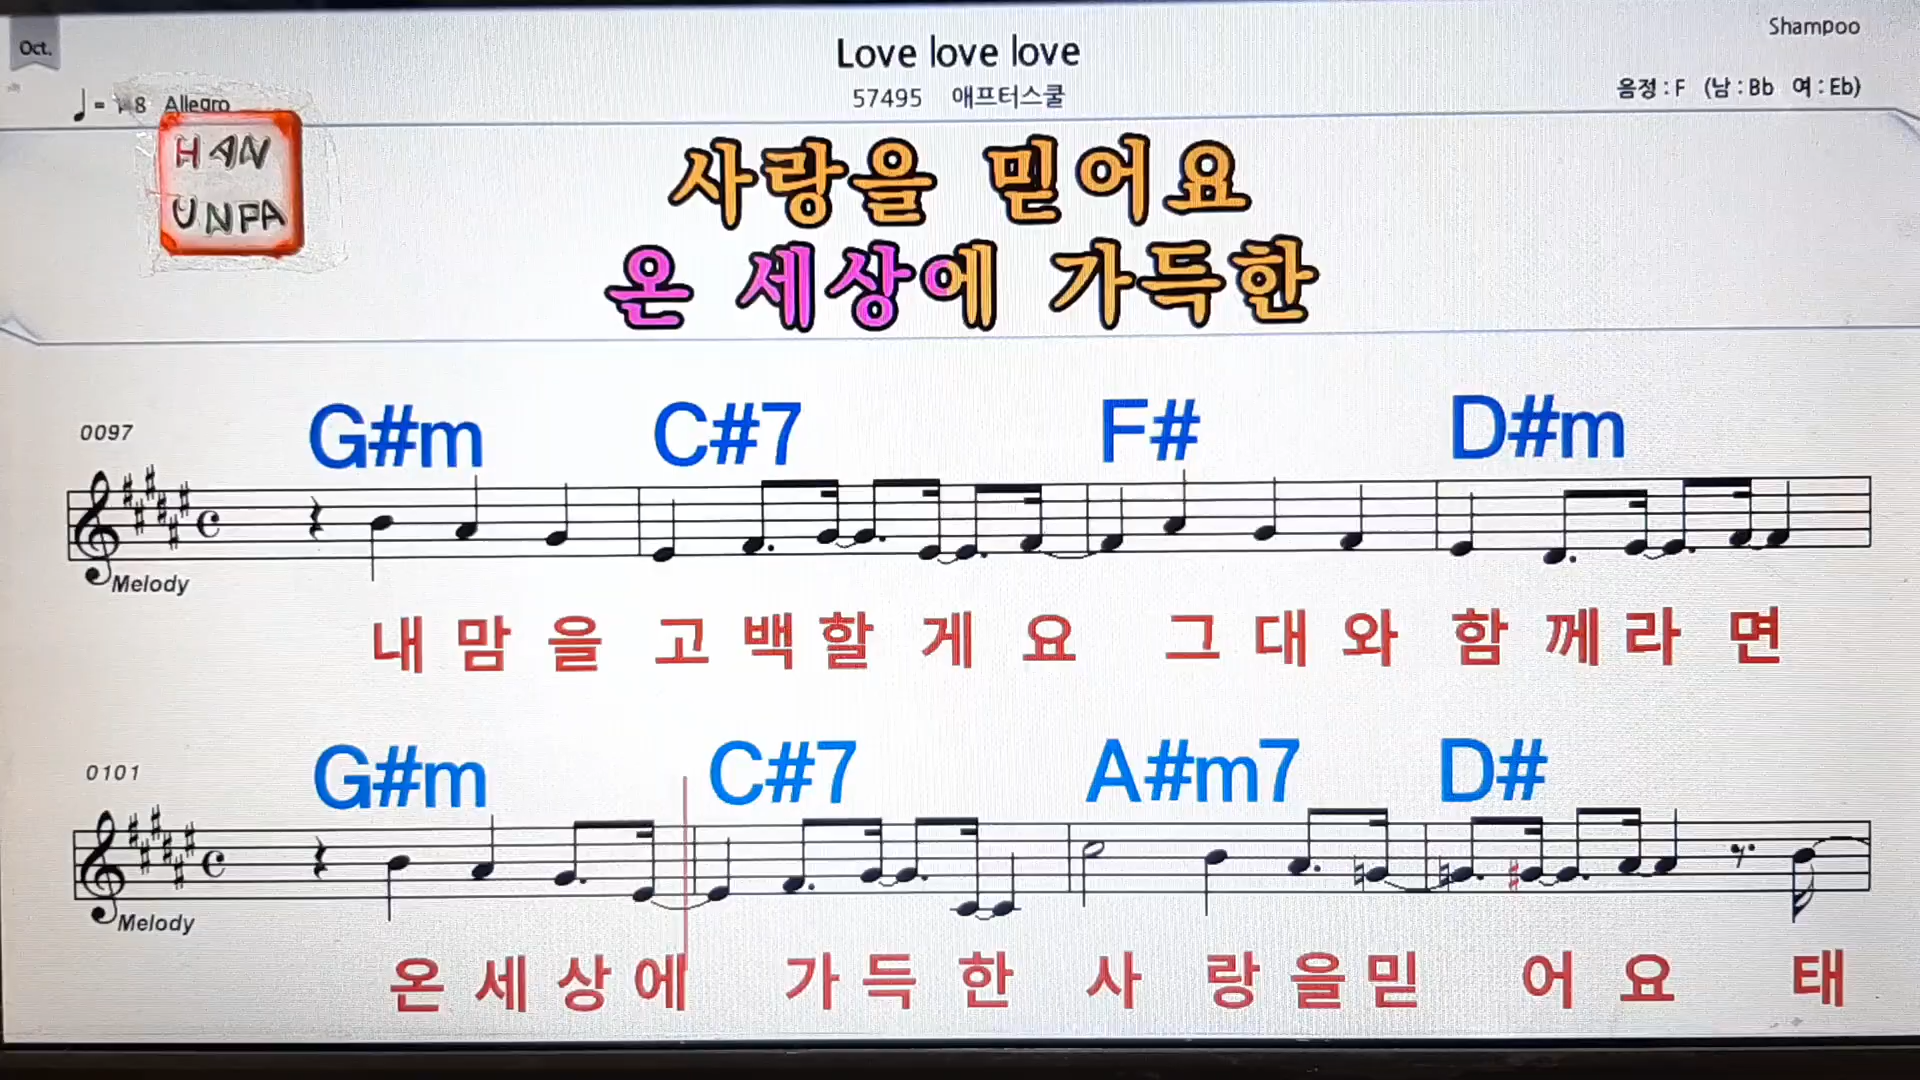 Oct.
Shampoo
Love love love
57495 애프터스쿨
음정 : F (남 : Bb 여 : Eb)
Allegro
HAN
UNPA
사랑을 믿어요
온 세상에 가득한
0097
G#m C#7 F# D#m
Melody
내 맘 을 고 백 할 게 요 그 대 와 함 께 라 면
0101
G#m C#7 A#m7 D#
Melody
온 세 상 에 가 득 한 사 랑 을 믿 어 요 태